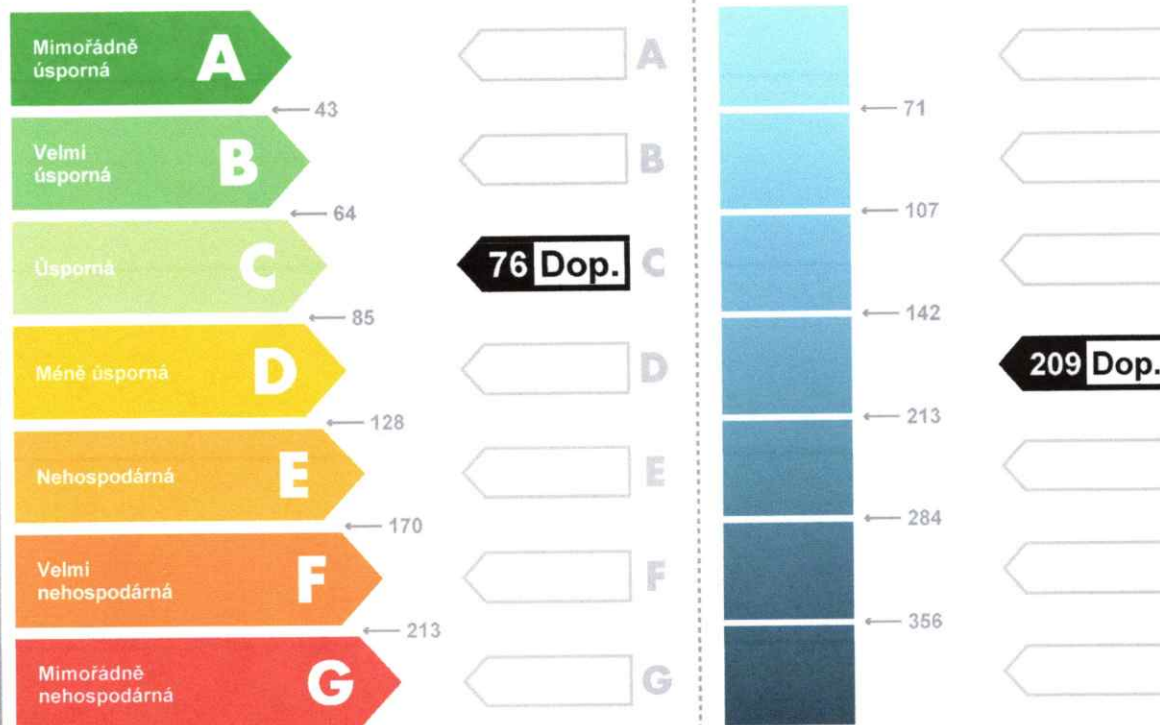 Mimořádně
úsporná
A
A
43
71
Velmi
úsporná
B
B
64
107
Úsporná
C
76 Dop.
C
85
142
Méně úsporná
D
D
209 Dop.
128
213
Nehospodárná
E
E
170
284
Velmi
nehospodárná
F
F
213
356
Mimořádně
nehospodárná
G
G